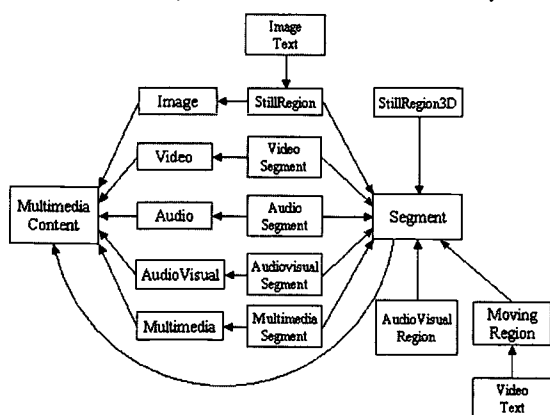 Image
Text
Image
StillRegion
StillRegion3D
Video
Video
Segment
Multimedia
Content
Audio
Audio
Segment
Segment
AudioVisual
Audiovisual
Segment
Multimedia
Multimedia
Segment
AudioVisual
Region
Moving
Region
Video
Text